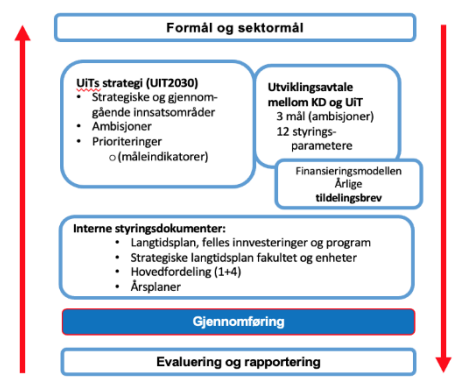 Formål og sektormål
UiTs strategi (UIT2030)
• Strategiske og gjennom-
gående innsatsområder
• Ambisjoner
• Prioriteringer
o (måleindikatorer)
Utviklingsavtale
mellom KD og UiT
3 mål (ambisjoner)
12 styrings-
parametere
Finansieringsmodellen
Årlige
tildelingsbrev
Interne styringsdokumenter:
• Langtidsplan, felles innvesteringer og program
• Strategiske langtidsplan fakultet og enheter
• Hovedfordeling (1+4)
• Årsplaner
Gjennomføring
Evaluering og rapportering